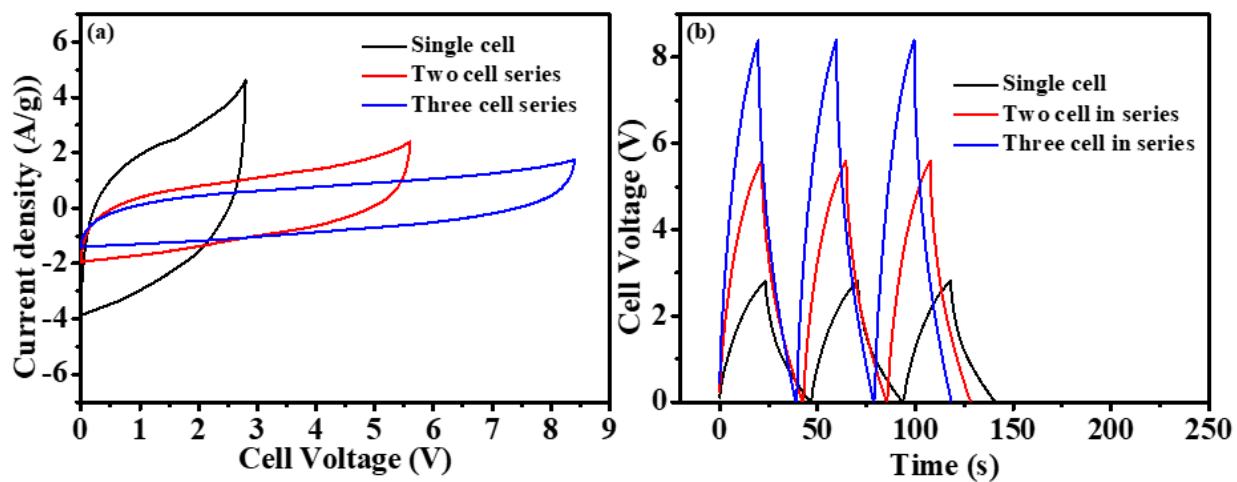 (a)
Single cell
Two cell series
Three cell series
6
4
2
0
-2
-4
-6
Current density (A/g))
0 1 2 3 4 5 6 7 8 9
Cell Voltage (V)
(b)
Single cell
Two cell in series
Three cell in series
8
6
4
2
0
Cell Voltage (V)
0 50 100 150 200 250
Time (s)